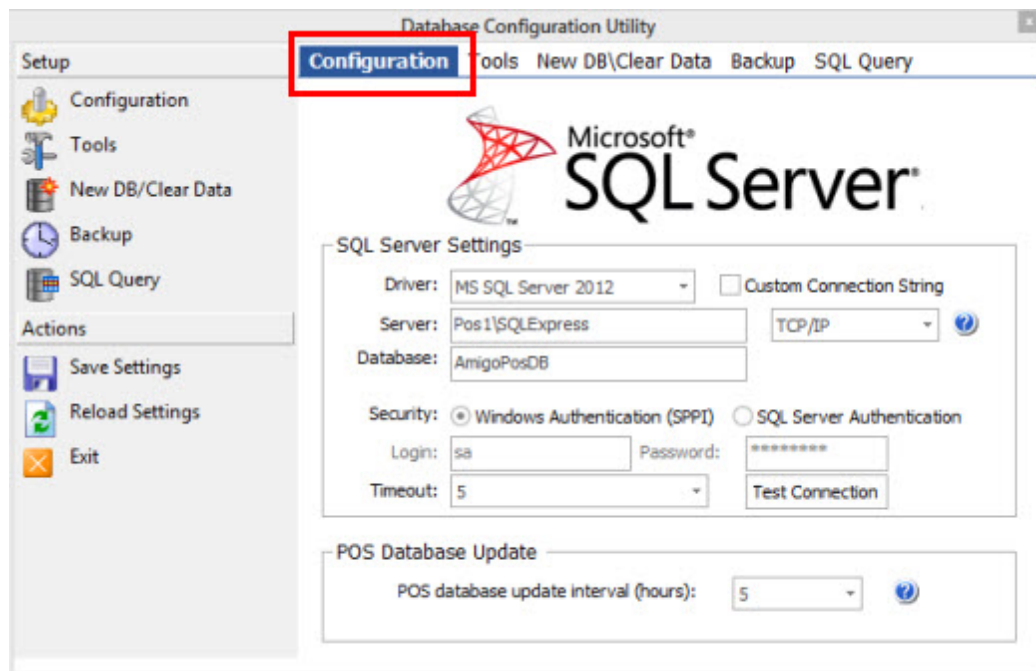 Database Configuration Utility
x
Setup
Configuration
Tools
New DB/Clear Data
Backup
SQL Query
Actions
Save Settings
Reload Settings
Exit
Configuration Tools New DB\Clear Data Backup SQL Query
Microsoft®
SQL Server®
™
SQL Server Settings
Driver: MS SQL Server 2012 Custom Connection String
Server: Pos1\SQLExpress TCP/IP ?
Database: AmigoPosDB
Security: Windows Authentication (SPPI) SQL Server Authentication
Login: sa Password: ********
Timeout: 5 Test Connection
POS Database Update
POS database update interval (hours): 5 ?